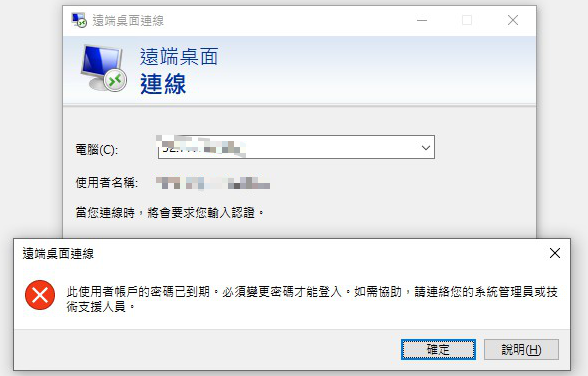 遠端桌面連線
遠端桌面
連線
電腦(C):
使用者名稱:
當您連線時，將會要求您輸入認證。
遠端桌面連線
此使用者帳戶的密碼已到期。必須變更密碼才能登入。如需協助，請連絡您的系統管理員或技
術支援人員。
確定
說明(H)